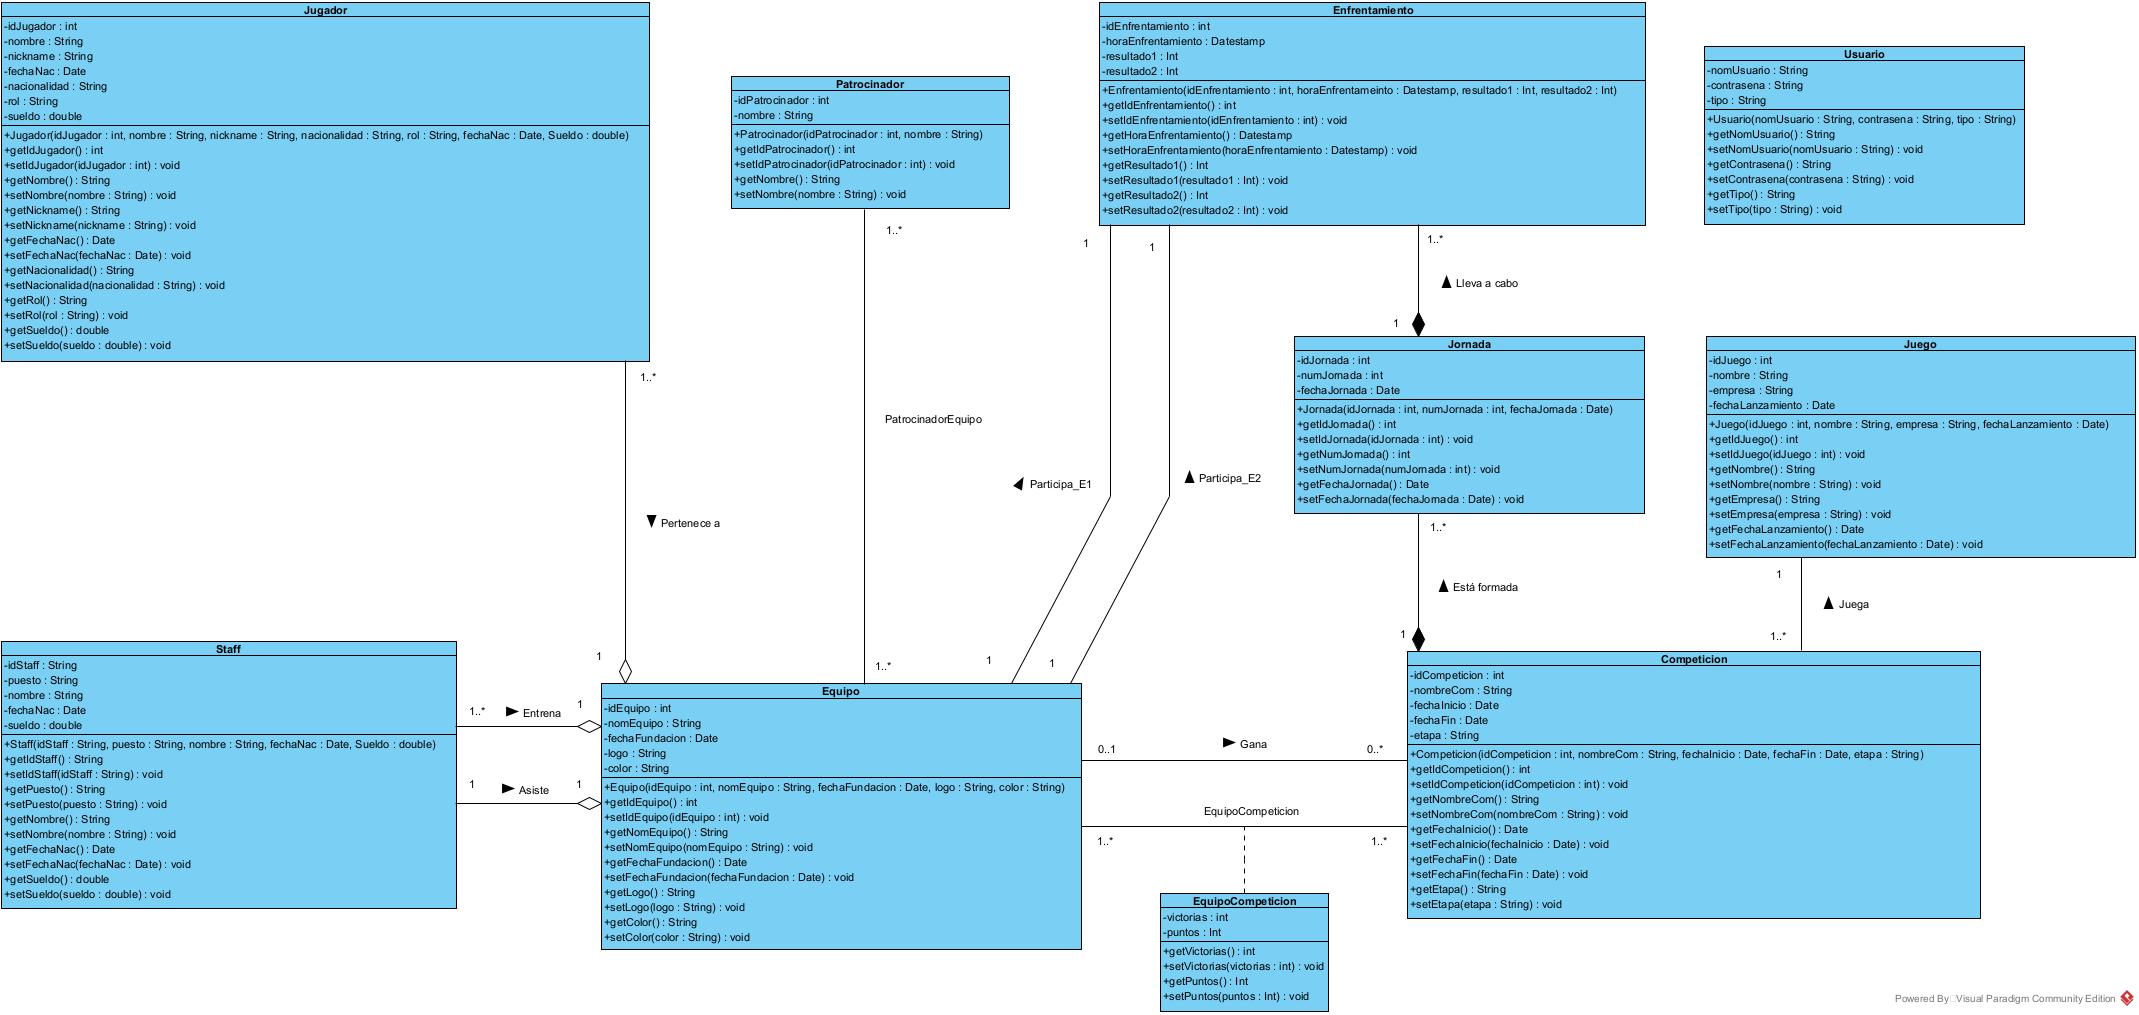 Jugador
-idJugador : int
-nombre : String
-nickname : String
-fechaNac : Date
-nacionalidad : String
-rol : String
-sueldo : double
+Jugador(idJugador : int, nombre : String, nickname : String, nacionalidad : String, rol : String, fechaNac : Date, Sueldo : double)
+getIdJugador() : int
+setIdJugador(idJugador : int) : void
+getNombre() : String
+setNombre(nombre : String) : void
+getNickname() : String
+setNickname(nickname : String) : void
+getFechaNac() : Date
+setFechaNac(fechaNac : Date) : void
+getNacionalidad() : String
+setNacionalidad(nacionalidad : String) : void
+getRol() : String
+setRol(rol : String) : void
+getSueldo() : double
+setSueldo(sueldo : double) : void
Patrocinador
-idPatrocinador : int
-nombre : String
+Patrocinador(idPatrocinador : int, nombre : String)
+getIdPatrocinador() : int
+setIdPatrocinador(idPatrocinador : int) : void
+getNombre() : String
+setNombre(nombre : String) : void
Enfrentamiento
-idEnfrentamiento : int
-horaEnfrentamiento : Datestamp
-resultado1 : Int
-resultado2 : Int
+Enfrentamiento(idEnfrentamiento : int, horaEnfrentameinto : Datestamp, resultado1 : Int, resultado2 : Int)
+getIdEnfrentamiento() : int
+setIdEnfrentamiento(idEnfrentamiento : int) : void
+getHoraEnfrentamiento() : Datestamp
+setHoraEnfrentamiento(horaEnfrentamiento : Datestamp) : void
+getResultado1() : Int
+setResultado1(resultado1 : Int) : void
+getResultado2() : Int
+setResultado2(resultado2 : Int) : void
Usuario
-nomUsuario : String
-contrasena : String
-tipo : String
+Usuario(nomUsuario : String, contrasena : String, tipo : String)
+getNomUsuario() : String
+setNomUsuario(nomUsuario : String) : void
+getContrasena() : String
+setContrasena(contrasena : String) : void
+getTipo() : String
+setTipo(tipo : String) : void
1..*
1
1
1..*
Lleva a cabo
1
Jornada
-idJornada : int
-numJornada : int
-fechaJornada : Date
+Jornada(idJornada : int, numJornada : int, fechaJornada : Date)
+getIdJornada() : int
+setIdJornada(idJornada : int) : void
+getNumJornada() : int
+setNumJornada(numJornada : int) : void
+getFechaJornada() : Date
+setFechaJornada(fechaJornada : Date) : void
Juego
-idJuego : int
-nombre : String
-empresa : String
-fechaLanzamiento : Date
+Juego(idJuego : int, nombre : String, empresa : String, fechaLanzamiento : Date)
+getIdJuego() : int
+setIdJuego(idJuego : int) : void
+getNombre() : String
+setNombre(nombre : String) : void
+getEmpresa() : String
+setEmpresa(empresa : String) : void
+getFechaLanzamiento() : Date
+setFechaLanzamiento(fechaLanzamiento : Date) : void
1..*
PatrocinadorEquipo
Participa_E1
Participa_E2
Pertenece a
1..*
Está formada
1
1
Juega
1..*
1
1..*
1
1
Staff
-idStaff : String
-puesto : String
-nombre : String
-fechaNac : Date
-sueldo : double
+Staff(idStaff : String, puesto : String, nombre : String, fechaNac : Date, Sueldo : double)
+getIdStaff() : String
+setIdStaff(idStaff : String) : void
+getPuesto() : String
+setPuesto(puesto : String) : void
+getNombre() : String
+setNombre(nombre : String) : void
+getFechaNac() : Date
+setFechaNac(fechaNac : Date) : void
+getSueldo() : double
+setSueldo(sueldo : double) : void
1..*
Entrena
1
1
Asiste
1
Equipo
-idEquipo : int
-nomEquipo : String
-fechaFundacion : Date
-logo : String
-color : String
+Equipo(idEquipo : int, nomEquipo : String, fechaFundacion : Date, logo : String, color : String)
+getIdEquipo() : int
+setIdEquipo(idEquipo : int) : void
+getNomEquipo() : String
+setNomEquipo(nomEquipo : String) : void
+getFechaFundacion() : Date
+setFechaFundacion(fechaFundacion : Date) : void
+getLogo() : String
+setLogo(logo : String) : void
+getColor() : String
+setColor(color : String) : void
0..1
Gana
0..*
EquipoCompeticion
1..*
1..*
EquipoCompeticion
-victorias : int
-puntos : Int
+getVictorias() : int
+setVictorias(victorias : int) : void
+getPuntos() : Int
+setPuntos(puntos : Int) : void
Competicion
-idCompeticion : int
-nombreCom : String
-fechaInicio : Date
-fechaFin : Date
-etapa : String
+Competicion(idCompeticion : int, nombreCom : String, fechaInicio : Date, fechaFin : Date, etapa : String)
+getIdCompeticion() : int
+setIdCompeticion(idCompeticion : int) : void
+getNombreCom() : String
+setNombreCom(nombreCom : String) : void
+getFechaInicio() : Date
+setFechaInicio(fechaInicio : Date) : void
+getFechaFin() : Date
+setFechaFin(fechaFin : Date) : void
+getEtapa() : String
+setEtapa(etapa : String) : void
Powered By Visual Paradigm Community Edition